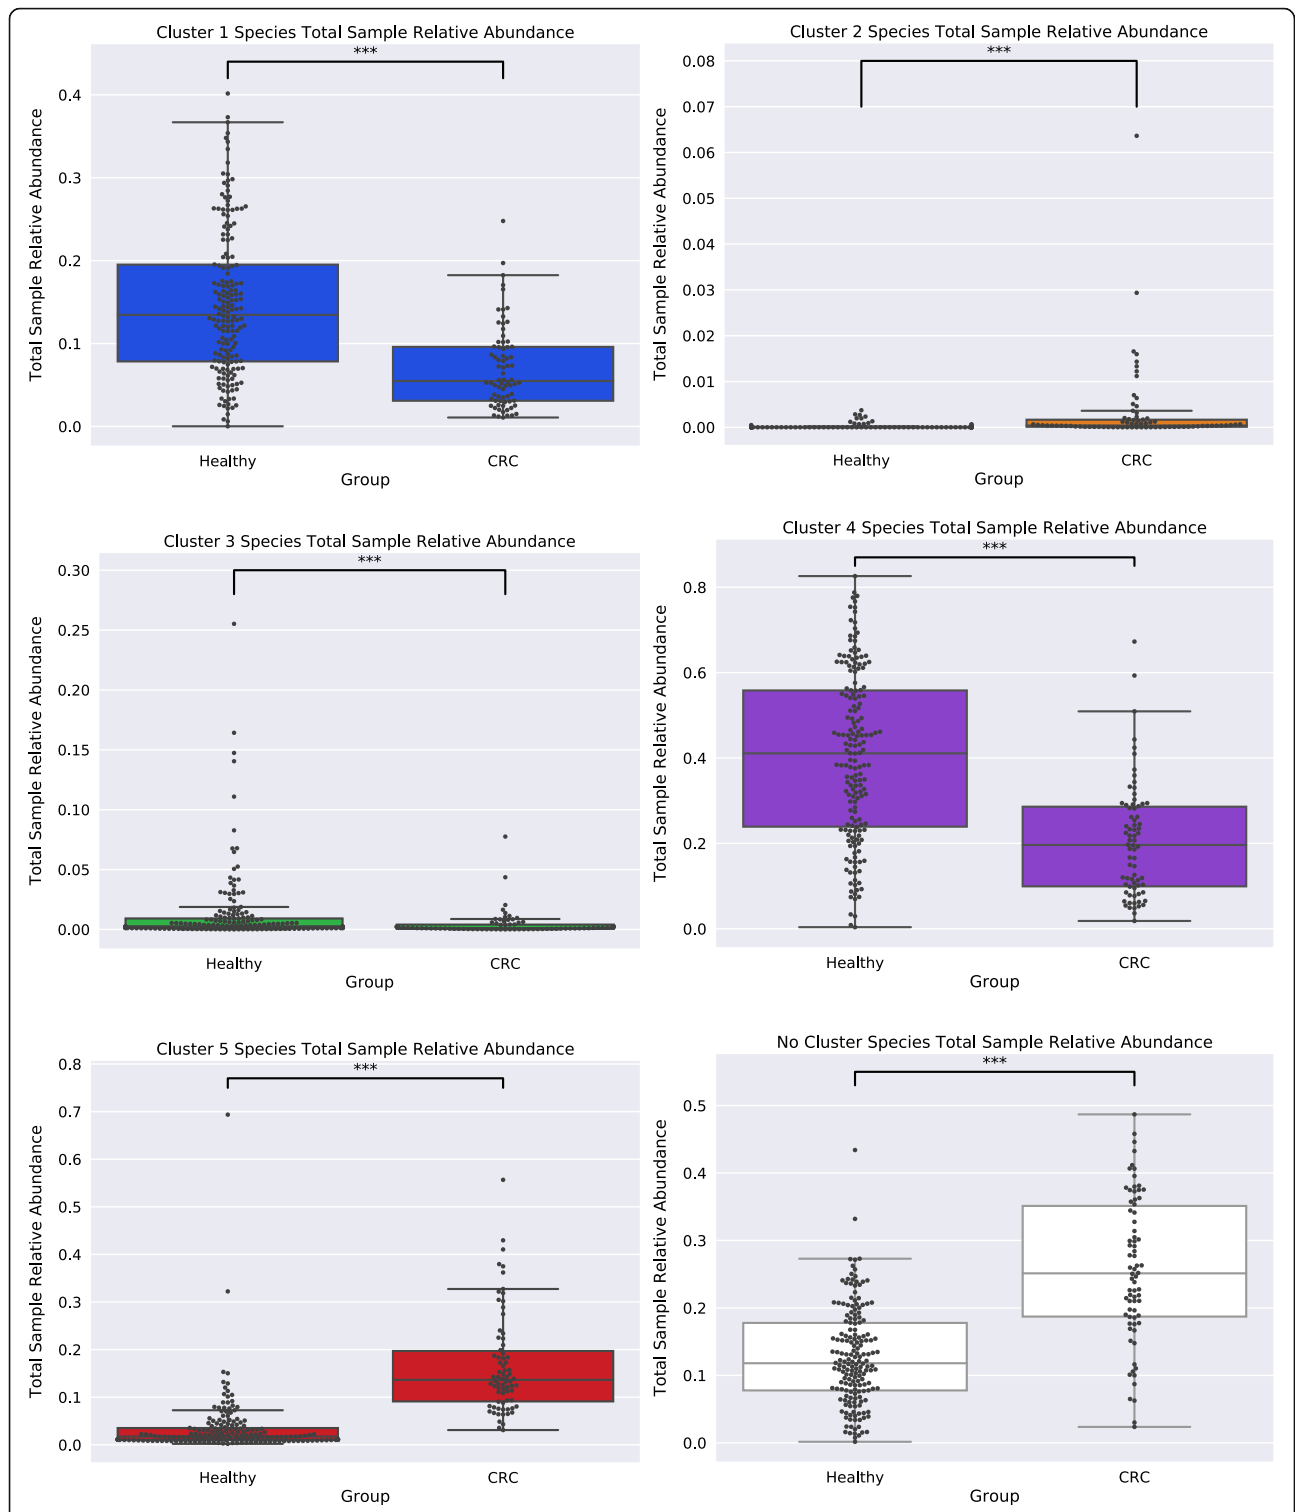 Cluster 1 Species Total Sample Relative Abundance
***
Total Sample Relative Abundance
0.4
0.3
0.2
0.1
0.0
Healthy
CRC
Group
Cluster 2 Species Total Sample Relative Abundance
***
Total Sample Relative Abundance
0.08
0.07
0.06
0.05
0.04
0.03
0.02
0.01
0.00
Healthy
CRC
Group
Cluster 3 Species Total Sample Relative Abundance
***
Total Sample Relative Abundance
0.30
0.25
0.20
0.15
0.10
0.05
0.00
Healthy
CRC
Group
Cluster 4 Species Total Sample Relative Abundance
***
Total Sample Relative Abundance
0.8
0.6
0.4
0.2
0.0
Healthy
CRC
Group
Cluster 5 Species Total Sample Relative Abundance
***
Total Sample Relative Abundance
0.8
0.7
0.6
0.5
0.4
0.3
0.2
0.1
0.0
Healthy
CRC
Group
No Cluster Species Total Sample Relative Abundance
***
Total Sample Relative Abundance
0.5
0.4
0.3
0.2
0.1
0.0
Healthy
CRC
Group